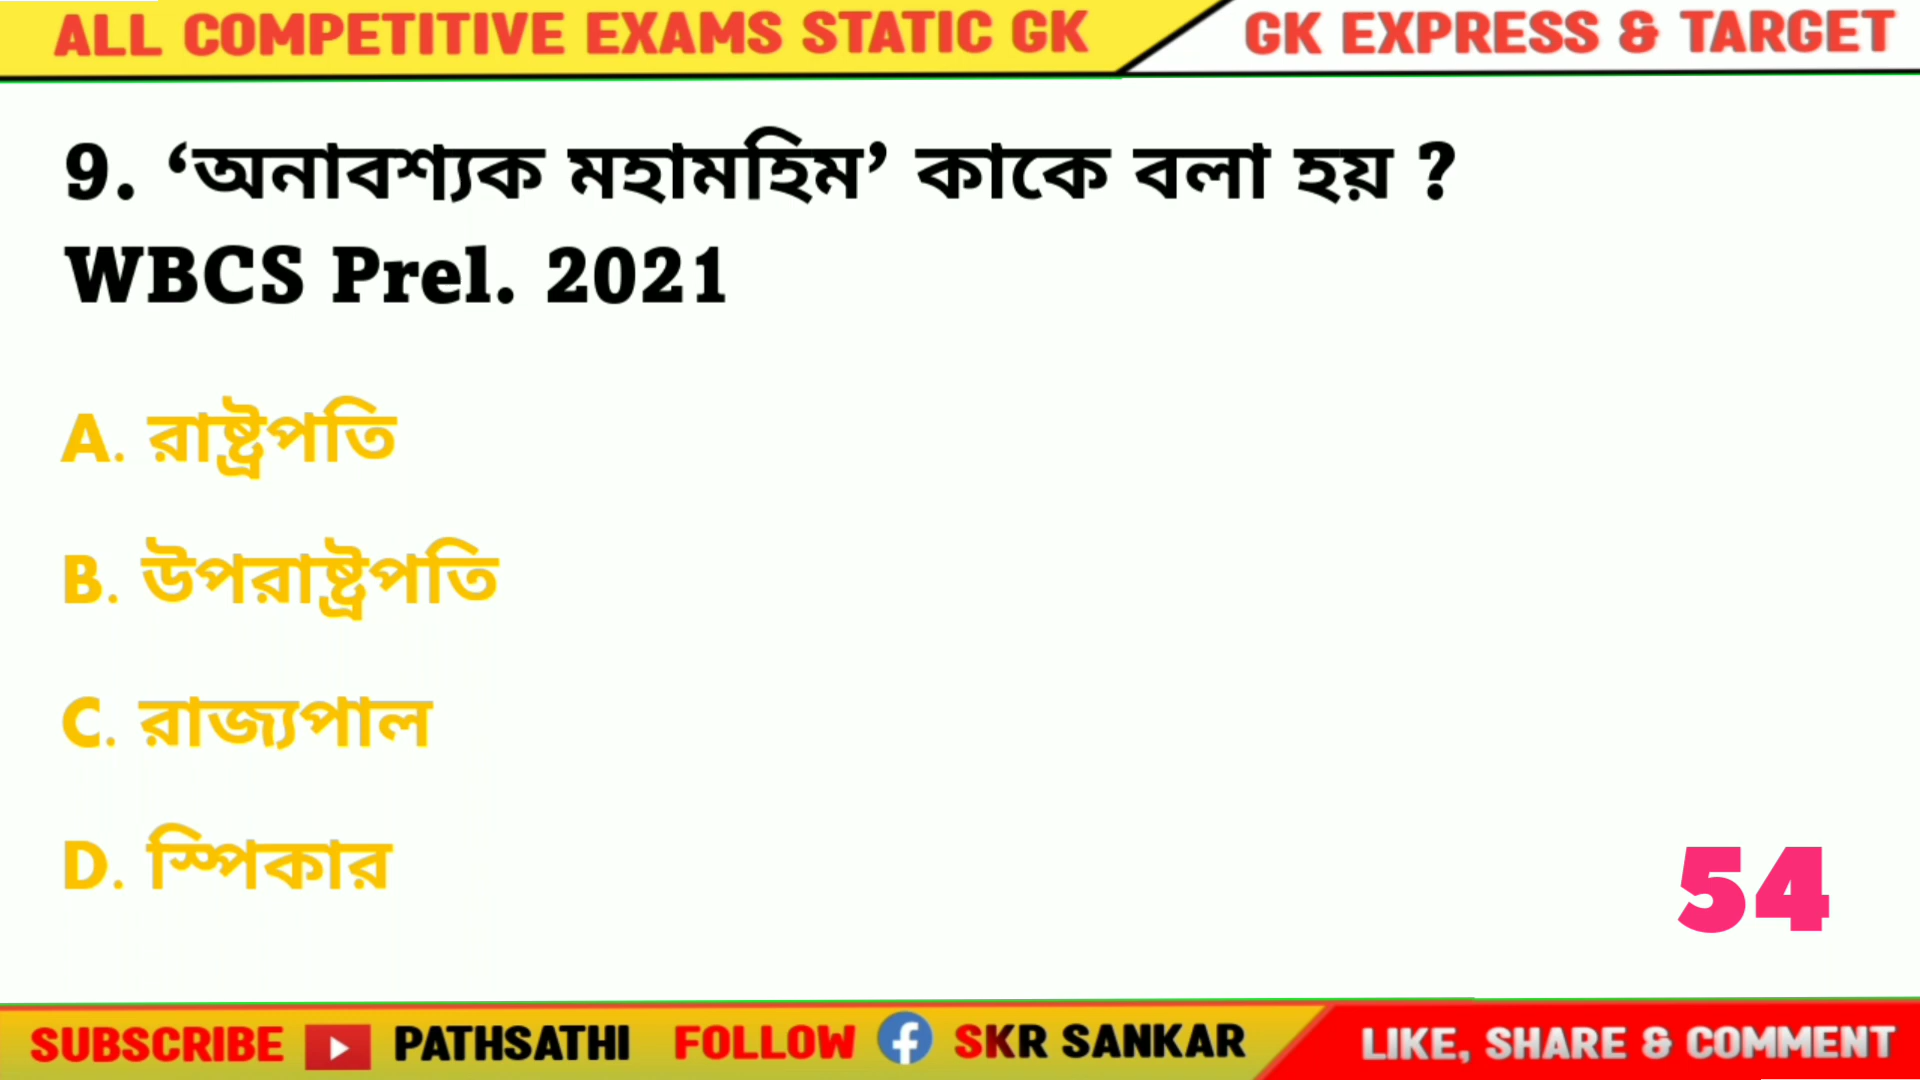 ALL COMPETITIVE EXAMS STATIC GK
GK EXPRESS & TARGET
9. ‘অনাবশ্যক মহামহিম’ কাকে বলা হয় ?
WBCS Prel. 2021
A. রাষ্ট্রপতি
B. উপরাষ্ট্রপতি
C. রাজ্যপাল
D. স্পিকার
54
SUBSCRIBE PATHSATHI FOLLOW SKR SANKAR
LIKE, SHARE & COMMENT